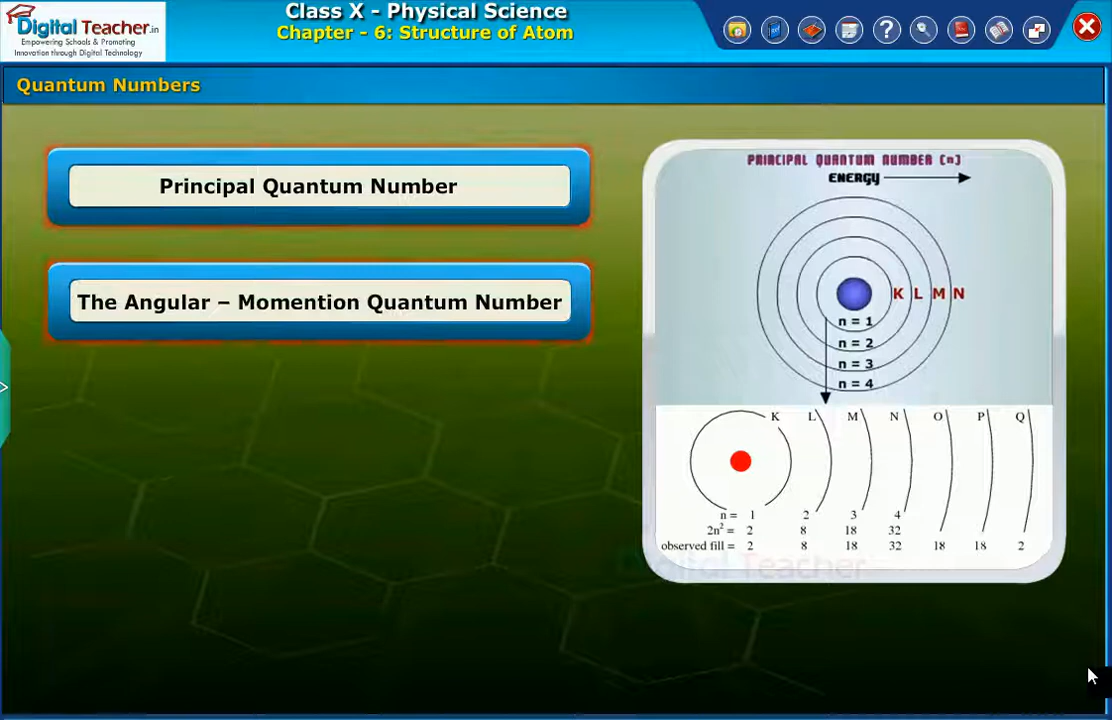 Digital Teacher.in
Empowering Schools & Promoting
Innovation through Digital Technology
Class X - Physical Science
Chapter - 6: Structure of Atom
Quantum Numbers
Principal Quantum Number
The Angular – Momention Quantum Number
PRINCIPAL QUANTUM NUMBER (n)
ENERGY
K L M N
n = 1
n = 2
n = 3
n = 4
K L M N O P Q
n = 1 2 3 4
2n² = 2 8 18 32
observed fill = 2 8 18 32 18 18 2
Digital Teacher